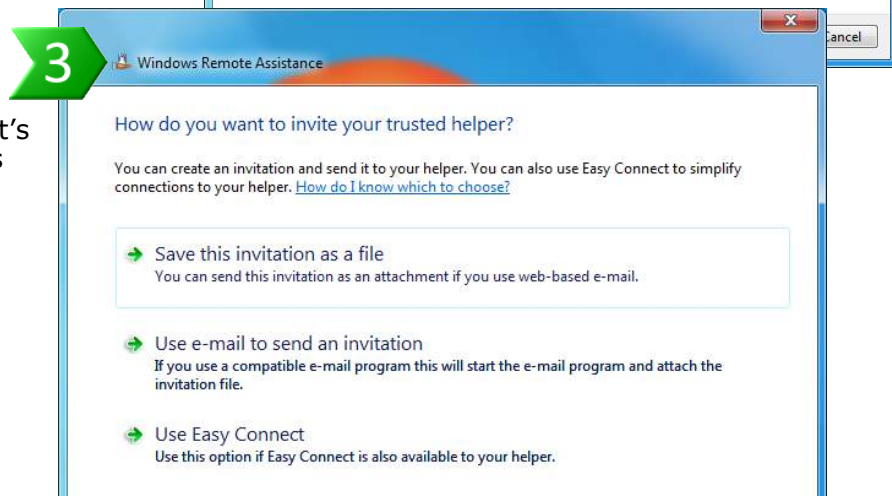 Cancel
3
Windows Remote Assistance
t's
s
How do you want to invite your trusted helper?
You can create an invitation and send it to your helper. You can also use Easy Connect to simplify
connections to your helper. How do I know which to choose?
Save this invitation as a file
You can send this invitation as an attachment if you use web-based e-mail.
Use e-mail to send an invitation
If you use a compatible e-mail program this will start the e-mail program and attach the
invitation file.
Use Easy Connect
Use this option if Easy Connect is also available to your helper.